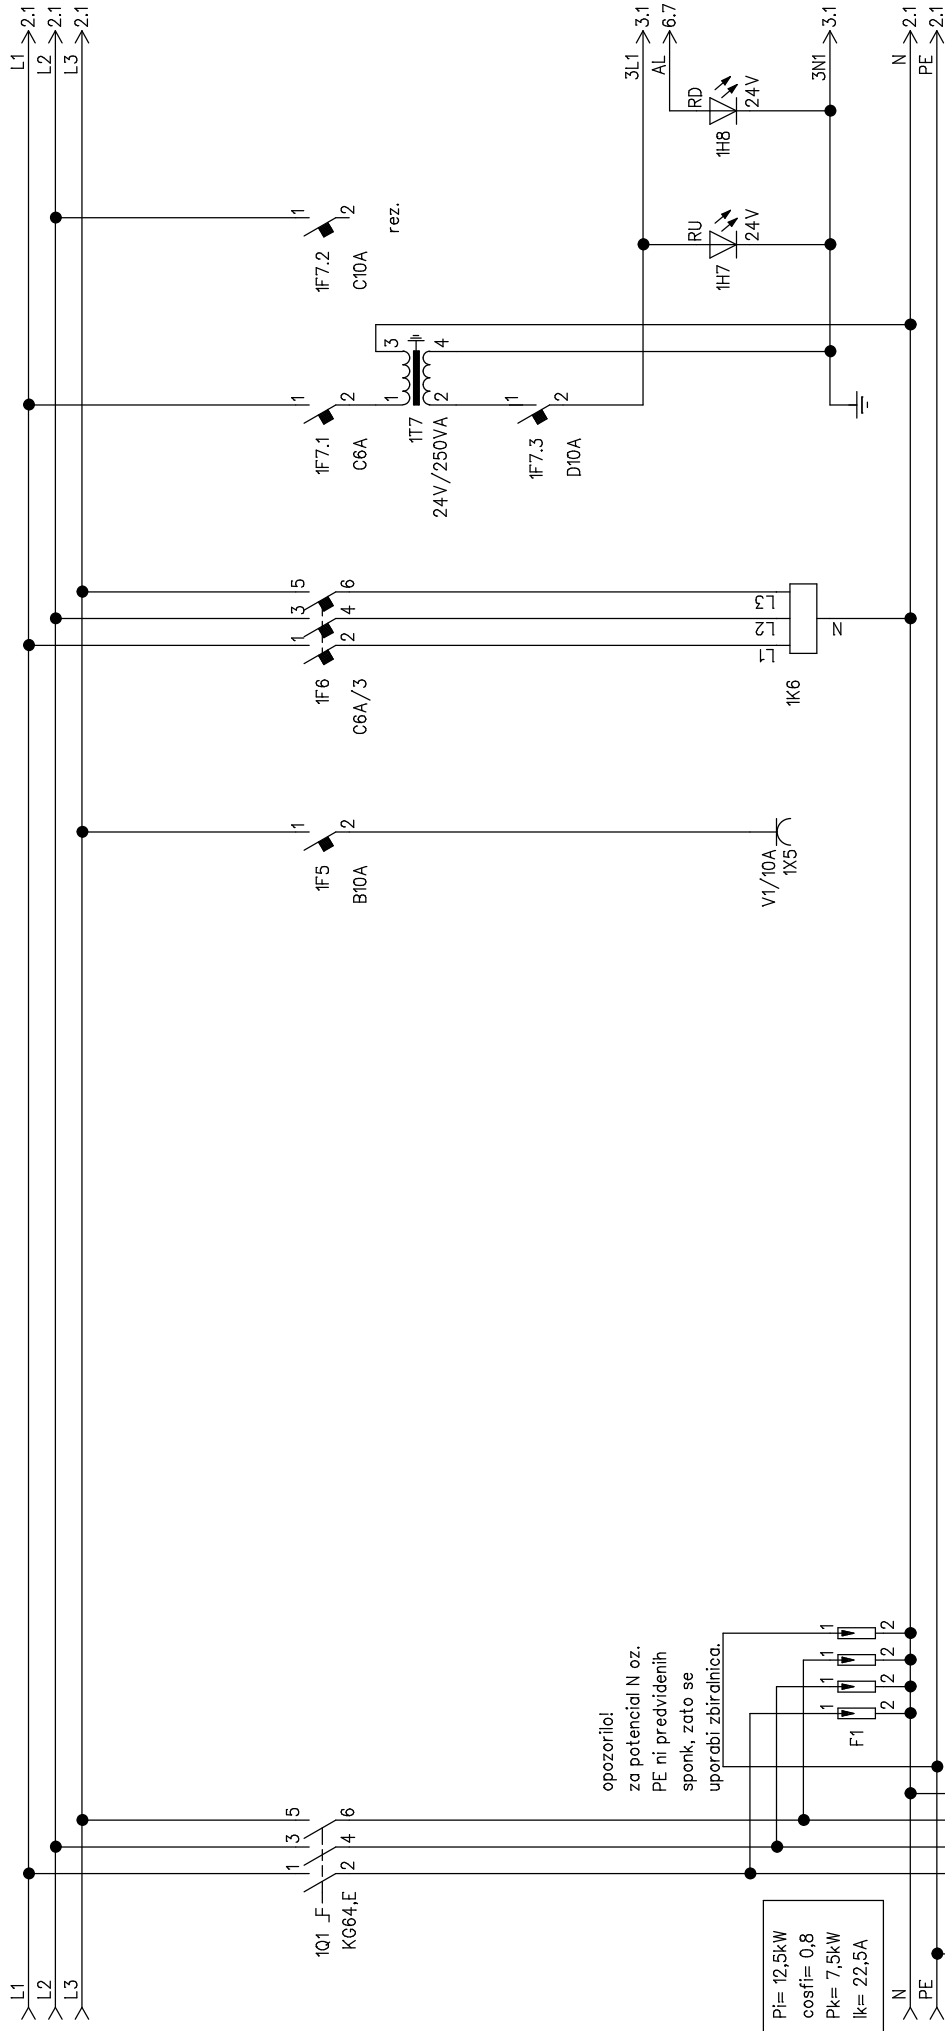 L1
L2
L3
1Q1
KG64,E
1
3
5
2
4
6
Pi= 12,5kW
cosfi= 0,8
Pk= 7,5kW
Ik= 22,5A
N
PE
opozorilo!
za potencial N oz.
PE ni predvidenih
sponk, zato se
uporabi zbiralnica.
F1
1
1
1
1
2
2
2
2
1F5
B10A
1
2
V1/10A
1X5
1F6
C6A/3
1
3
5
2
4
6
L1
L2
L3
N
1K6
1F7.1
C6A
1
2
1T7
24V/250VA
1
3
2
4
1F7.3
D10A
1
2
1F7.2
C10A
1
2
rez.
1H7
RU
24V
1H8
RD
24V
L1 2.1
L2 2.1
L3 2.1
3L1 3.1
AL 6.7
3N1 3.1
N 2.1
PE 2.1